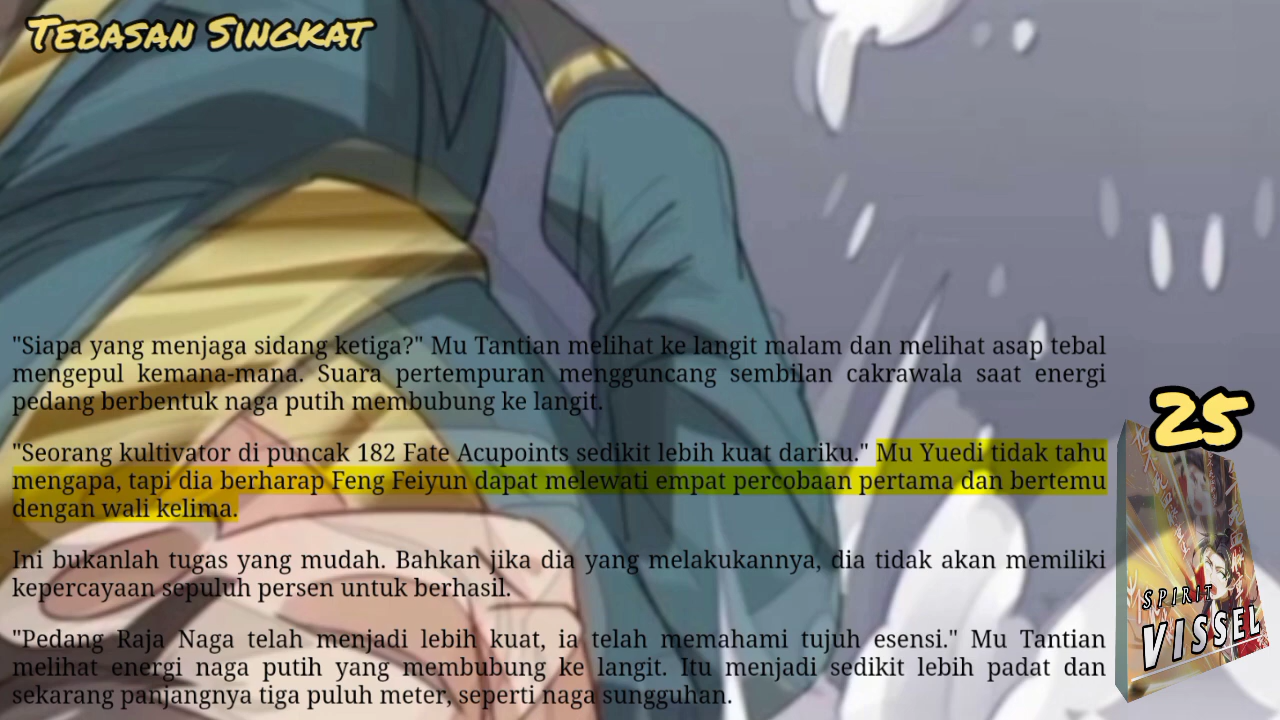 Tebasan Singkat
"Siapa yang menjaga sidang ketiga?" Mu Tantian melihat ke langit malam dan melihat asap tebal
mengepul kemana-mana. Suara pertempuran mengguncang sembilan cakrawala saat energi
pedang berbentuk naga putih membubung ke langit.
"Seorang kultivator di puncak 182 Fate Acupoints sedikit lebih kuat dariku." Mu Yuedi tidak tahu
mengapa, tapi dia berharap Feng Feiyun dapat melewati empat percobaan pertama dan bertemu
dengan wali kelima.
Ini bukanlah tugas yang mudah. Bahkan jika dia yang melakukannya, dia tidak akan memiliki
kepercayaan sepuluh persen untuk berhasil.
"Pedang Raja Naga telah menjadi lebih kuat, ia telah memahami tujuh esensi." Mu Tantian
melihat energi naga putih yang membubung ke langit. Itu menjadi sedikit lebih padat dan
sekarang panjangnya tiga puluh meter, seperti naga sungguhan.
25
SPIRIT
VISSEL